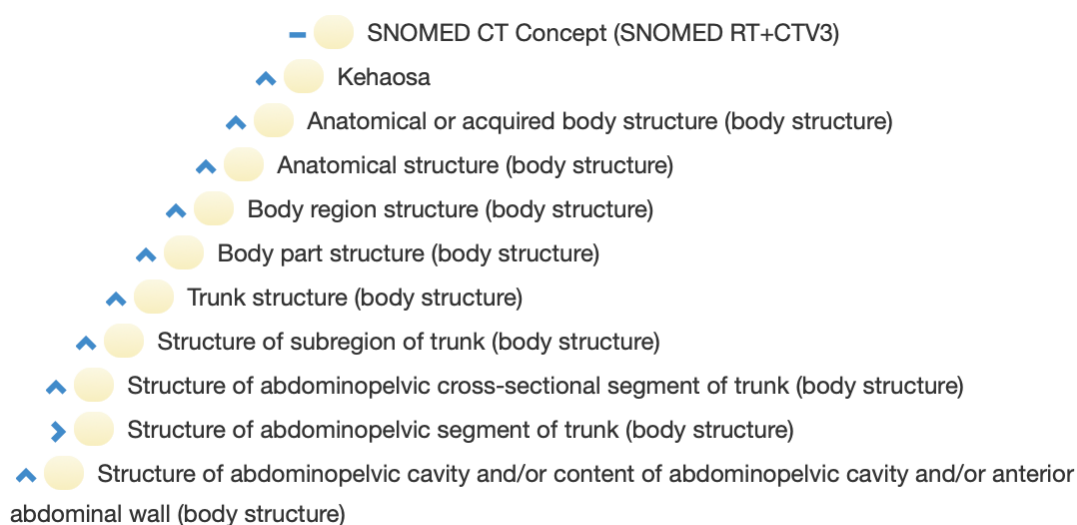 SNOMED CT Concept (SNOMED RT+CTV3)
Kehaosa
Anatomical or acquired body structure (body structure)
Anatomical structure (body structure)
Body region structure (body structure)
Body part structure (body structure)
Trunk structure (body structure)
Structure of subregion of trunk (body structure)
Structure of abdominopelvic cross-sectional segment of trunk (body structure)
Structure of abdominopelvic segment of trunk (body structure)
Structure of abdominopelvic cavity and/or content of abdominopelvic cavity and/or anterior
abdominal wall (body structure)